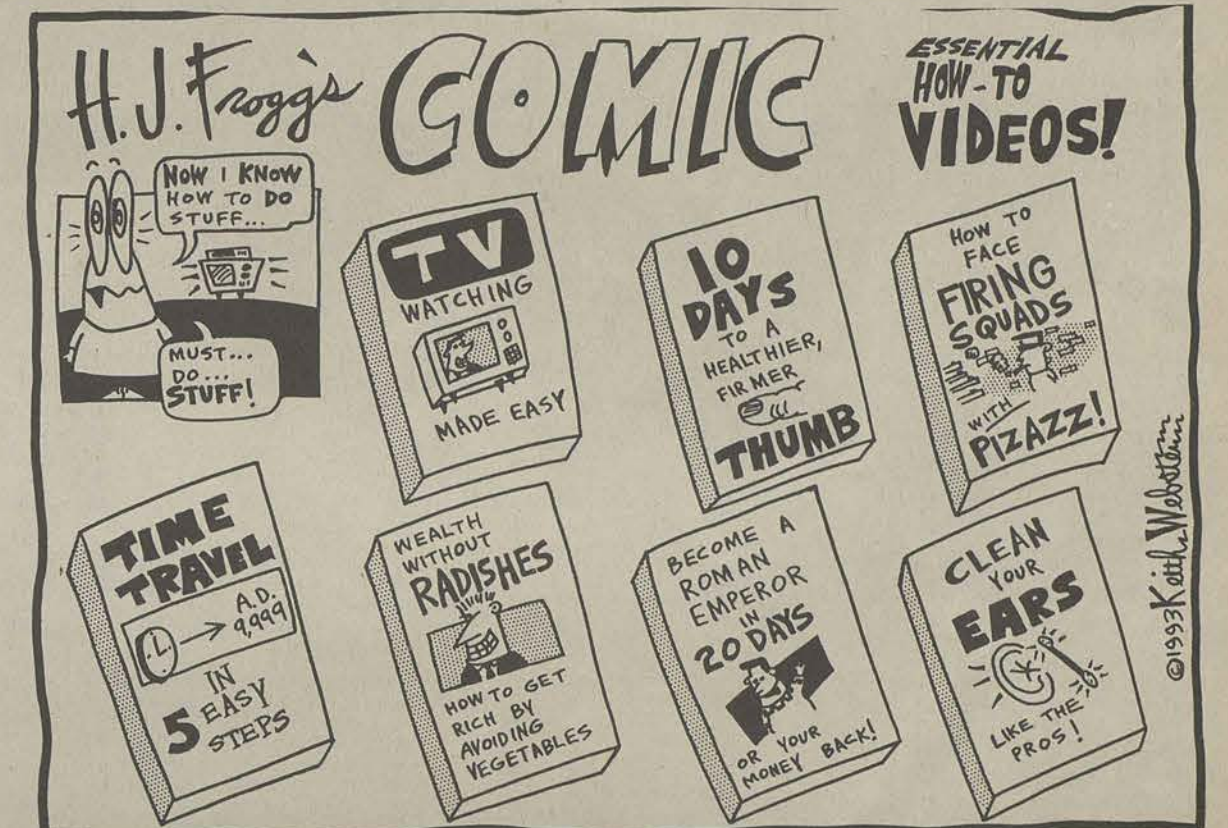 H.J. Frogg's
COMIC
ESSENTIAL
HOW-TO
VIDEOS!
NOW I KNOW
HOW TO DO
STUFF...
MUST...
DO...
STUFF!
TV
WATCHING
MADE EASY
10
DAYS
TO A
HEALTHIER,
FIRMER
THUMB
HOW TO
FACE
FIRING
SQUADS
WITH
PIZAZZ!
TIME
TRAVEL
A.D.
9,999
IN
5 EASY
STEPS
WEALTH
WITHOUT
RADISHES
HOW TO GET
RICH BY
AVOIDING
VEGETABLES
BECOME A
ROMAN
EMPEROR
IN
20 DAYS
OR YOUR
MONEY BACK!
CLEAN
YOUR
EARS
LIKE THE
PROS!
©1993 Keith